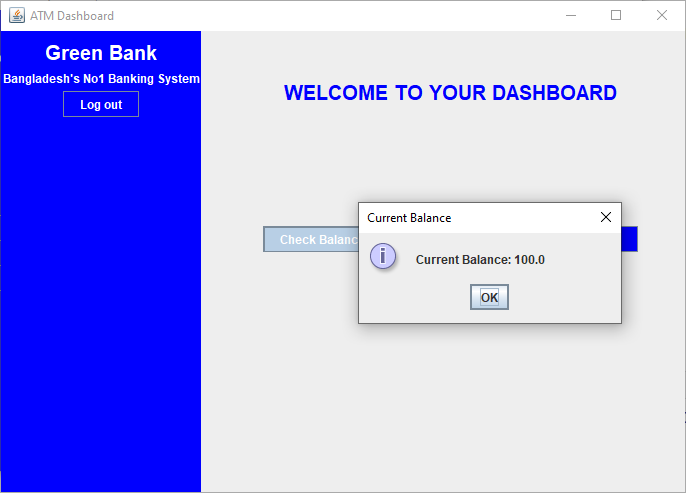 ATM Dashboard
Green Bank
Bangladesh's No1 Banking System
Log out
WELCOME TO YOUR DASHBOARD
Check Balanc
Current Balance
i
Current Balance: 100.0
OK